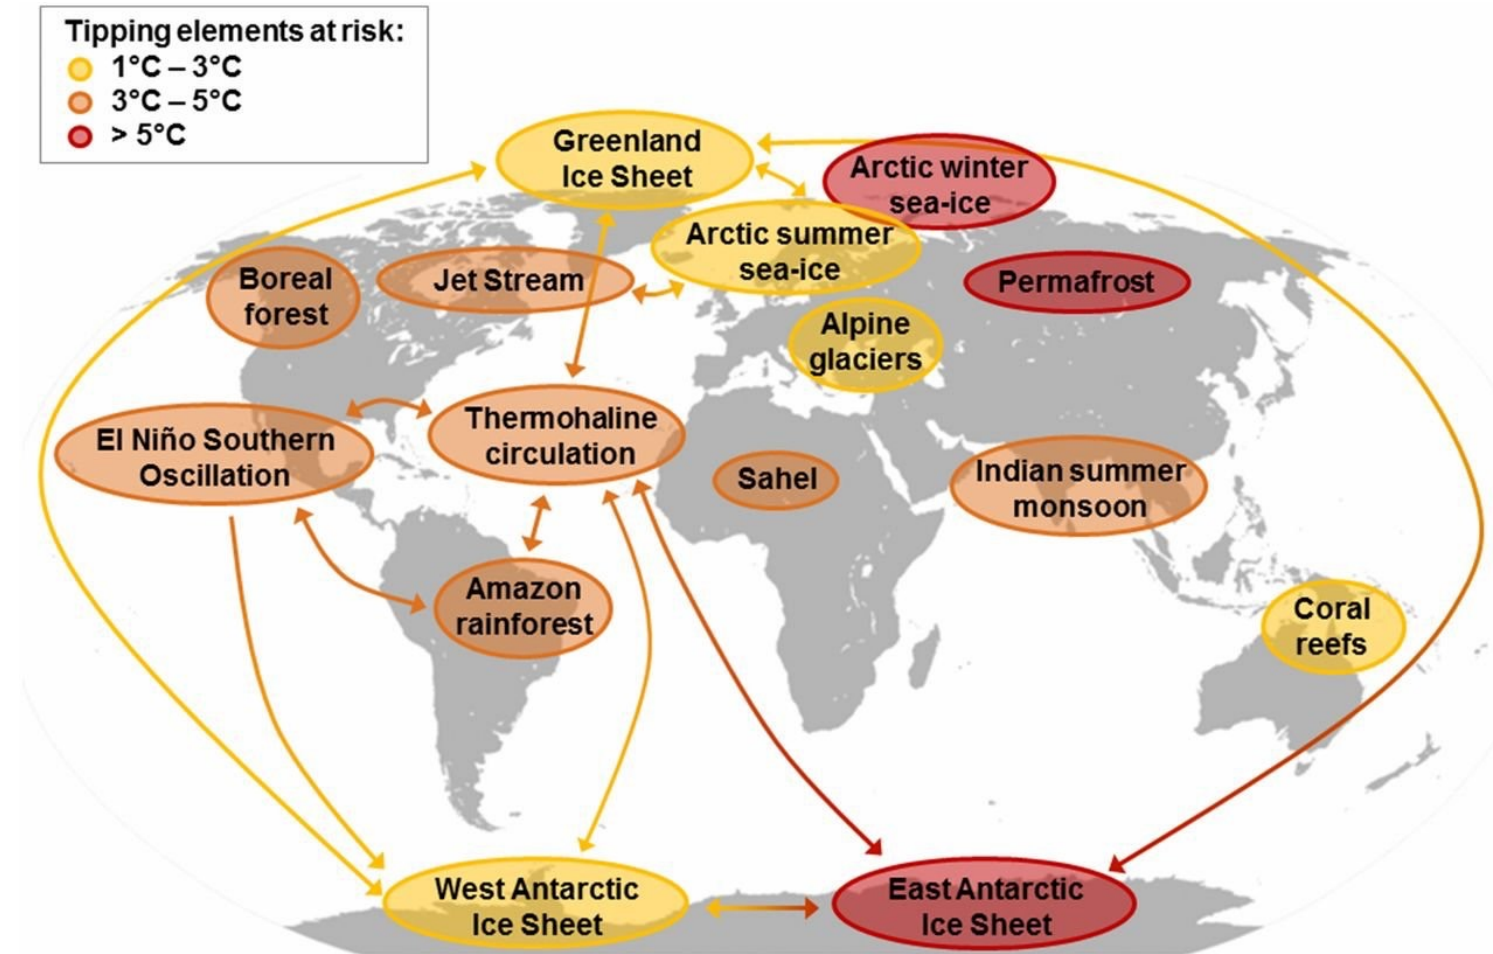 Tipping elements at risk:
1°C – 3°C
3°C – 5°C
> 5°C
Greenland
Ice Sheet
Arctic winter
sea-ice
Arctic summer
sea-ice
Boreal
forest
Jet Stream
Permafrost
Alpine
glaciers
El Niño Southern
Oscillation
Thermohaline
circulation
Sahel
Indian summer
monsoon
Amazon
rainforest
Coral
reefs
West Antarctic
Ice Sheet
East Antarctic
Ice Sheet